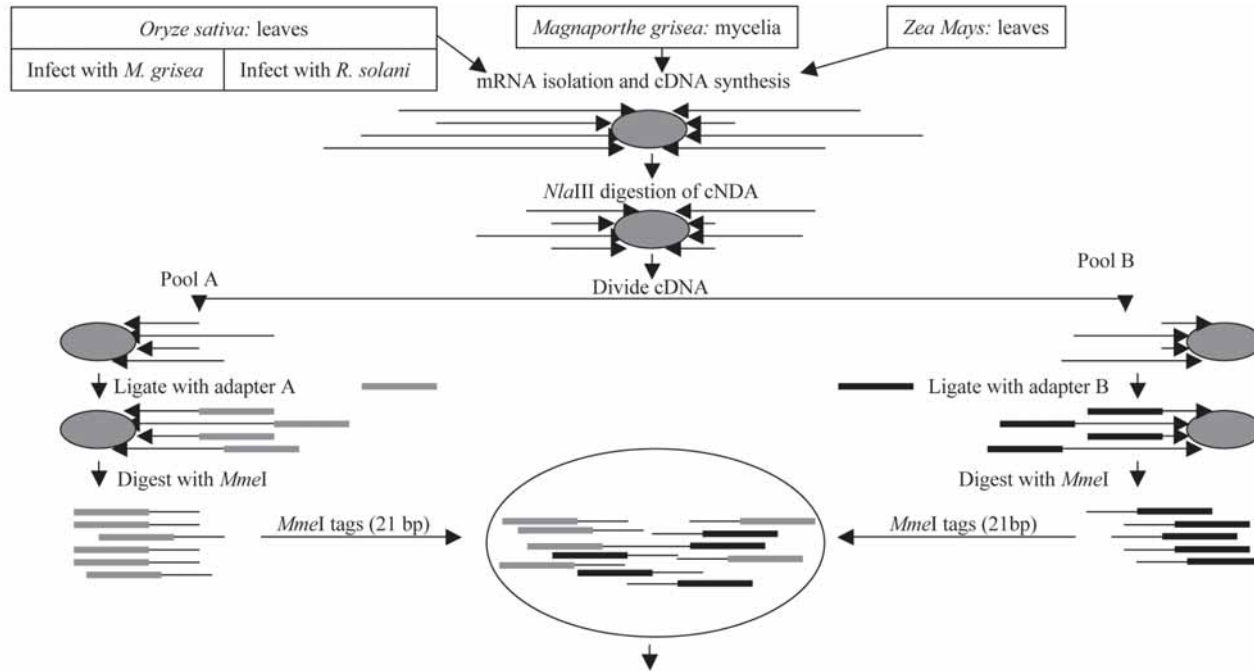 Oryze sativa: leaves
Infect with M. grisea
Infect with R. solani
Magnaporthe grisea: mycelia
Zea Mays: leaves
mRNA isolation and cDNA synthesis
NlaIII digestion of cNDA
Divide cDNA
Pool A
Pool B
Ligate with adapter A
Ligate with adapter B
Digest with MmeI
Digest with MmeI
MmeI tags (21 bp)
MmeI tags (21bp)